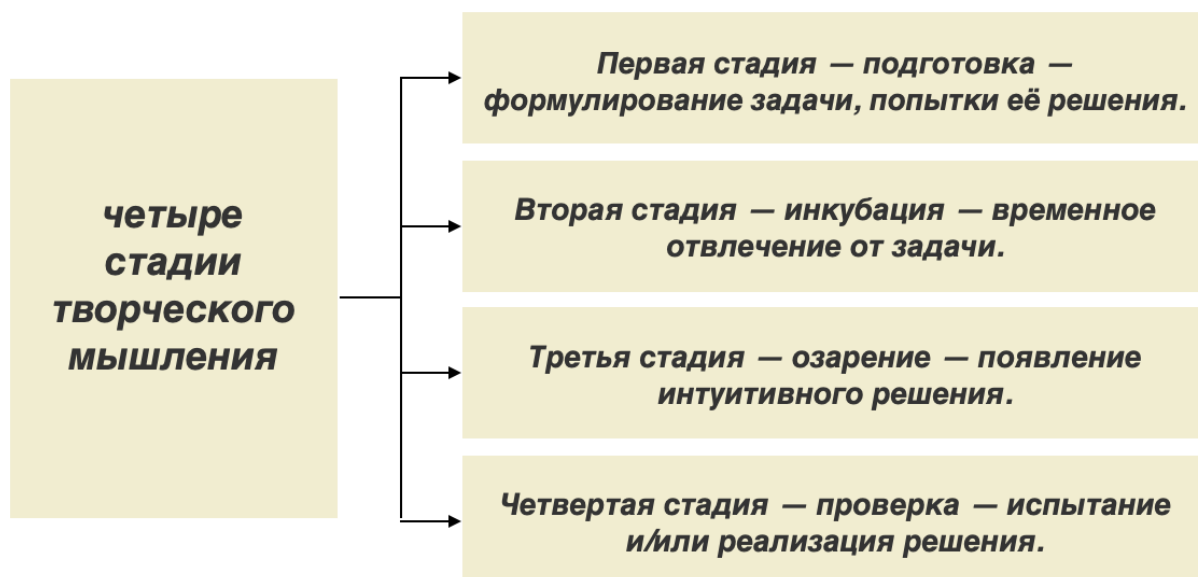 четыре
стадии
творческого
мышления
Первая стадия — подготовка —
формулирование задачи, попытки её решения.
Вторая стадия — инкубация — временное
отвлечение от задачи.
Третья стадия — озарение — появление
интуитивного решения.
Четвертая стадия — проверка — испытание
и/или реализация решения.